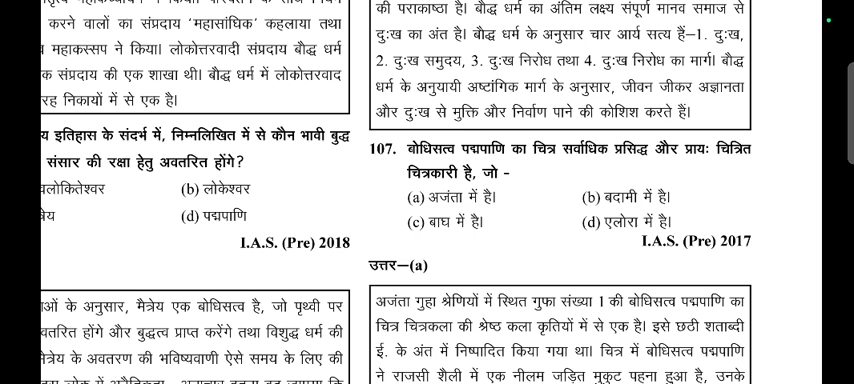 करने वालों का संप्रदाय ‘महासांघिक’ कहलाया तथा
महाकस्सप ने किया। लोकोत्तरवादी संप्रदाय बौद्ध धर्म
क संप्रदाय की एक शाखा थी। बौद्ध धर्म में लोकोत्तरवाद
रह निकायों में से एक है।
य इतिहास के संदर्भ में, निम्नलिखित में से कौन भावी बुद्ध
संसार की रक्षा हेतु अवतरित होंगे?
वलोकितेश्वर (b) लोकेश्वर
त्रेय (d) पद्मपाणि
I.A.S. (Pre) 2018
ओं के अनुसार, मैत्रेय एक बोधिसत्व है, जो पृथ्वी पर
वतरित होंगे और बुद्धत्व प्राप्त करेंगे तथा विशुद्ध धर्म की
मैत्रेय के अवतरण की भविष्यवाणी ऐसे समय के लिए की
की पराकाष्ठा है। बौद्ध धर्म का अंतिम लक्ष्य संपूर्ण मानव समाज से
दुःख का अंत है। बौद्ध धर्म के अनुसार चार आर्य सत्य हैं–1. दुःख,
2. दुःख समुदय, 3. दुःख निरोध तथा 4. दुःख निरोध का मार्ग। बौद्ध
धर्म के अनुयायी अष्टांगिक मार्ग के अनुसार, जीवन जीकर अज्ञानता
और दुःख से मुक्ति और निर्वाण पाने की कोशिश करते हैं।
107. बोधिसत्व पद्मपाणि का चित्र सर्वाधिक प्रसिद्ध और प्रायः चित्रित
चित्रकारी है, जो -
(a) अजंता में है। (b) बदामी में है।
(c) बाघ में है। (d) एलोरा में है।
I.A.S. (Pre) 2017
उत्तर–(a)
अजंता गुहा श्रेणियों में स्थित गुफा संख्या 1 की बोधिसत्व पद्मपाणि का
चित्र चित्रकला की श्रेष्ठ कला कृतियों में से एक है। इसे छठी शताब्दी
ई. के अंत में निष्पादित किया गया था। चित्र में बोधिसत्व पद्मपाणि
ने राजसी शैली में एक नीलम जड़ित मुकुट पहना हुआ है, उनके